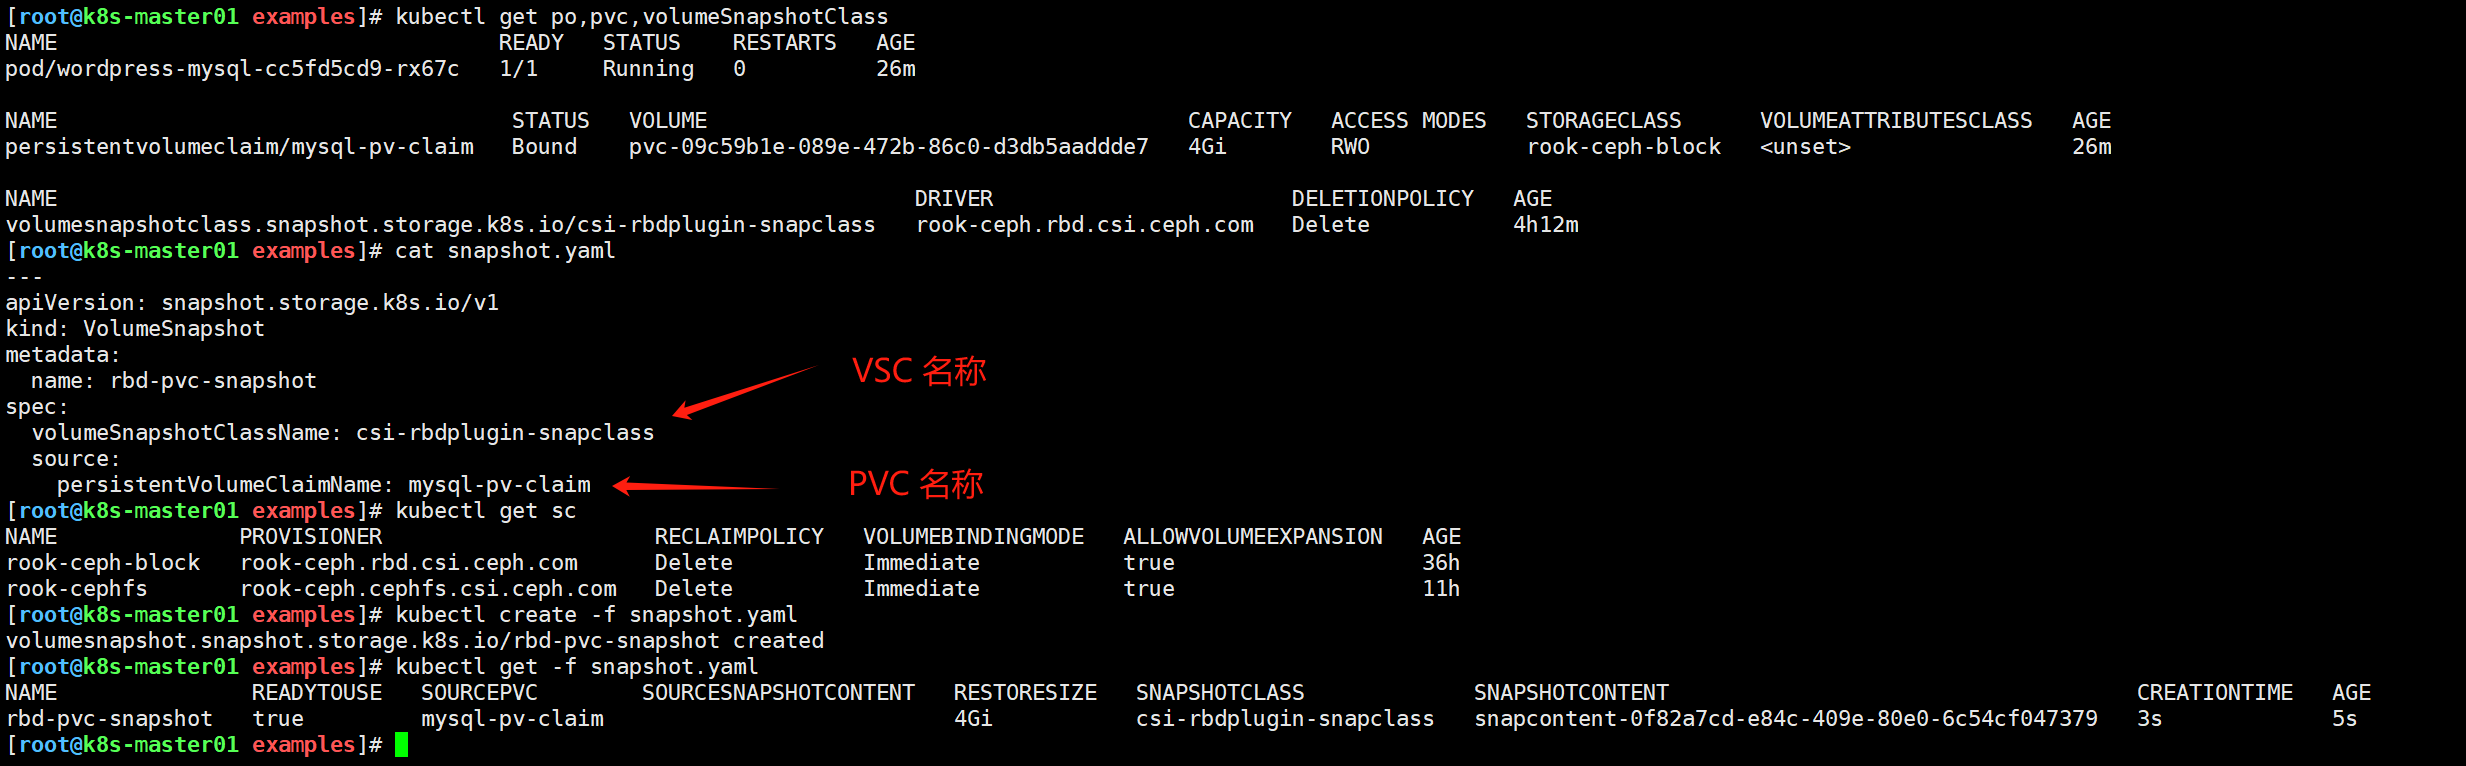 [root@k8s-master01 examples]# kubectl get po,pvc,volumeSnapshotClass
NAME READY STATUS RESTARTS AGE
pod/wordpress-mysql-cc5fd5cd9-rx67c 1/1 Running 0 26m
NAME STATUS VOLUME CAPACITY ACCESS MODES STORAGECLASS VOLUMEATTRIBUTESCLASS AGE
persistentvolumeclaim/mysql-pv-claim Bound pvc-09c59b1e-089e-472b-86c0-d3db5aaddde7 4Gi RWO rook-ceph-block <unset> 26m
NAME DRIVER DELETIONPOLICY AGE
volumesnapshotclass.snapshot.storage.k8s.io/csi-rbdplugin-snapclass rook-ceph.rbd.csi.ceph.com Delete 4h12m
[root@k8s-master01 examples]# cat snapshot.yaml
---
apiVersion: snapshot.storage.k8s.io/v1
kind: VolumeSnapshot
metadata:
  name: rbd-pvc-snapshot
VSC 名称
spec:
  volumeSnapshotClassName: csi-rbdplugin-snapclass
  source:
    persistentVolumeClaimName: mysql-pv-claim
PVC 名称
[root@k8s-master01 examples]# kubectl get sc
NAME PROVISIONER RECLAIMPOLICY VOLUMEBINDINGMODE ALLOWVOLUMEEXPANSION AGE
rook-ceph-block rook-ceph.rbd.csi.ceph.com Delete Immediate true 36h
rook-cephfs rook-ceph.cephfs.csi.ceph.com Delete Immediate true 11h
[root@k8s-master01 examples]# kubectl create -f snapshot.yaml
volumesnapshot.snapshot.storage.k8s.io/rbd-pvc-snapshot created
[root@k8s-master01 examples]# kubectl get -f snapshot.yaml
NAME READYTOUSE SOURCEPVC SOURCESNAPSHOTCONTENT RESTORESIZE SNAPSHOTCLASS SNAPSHOTCONTENT CREATIONTIME AGE
rbd-pvc-snapshot true mysql-pv-claim 4Gi csi-rbdplugin-snapclass snapcontent-0f82a7cd-e84c-409e-80e0-6c54cf047379 3s 5s
[root@k8s-master01 examples]#